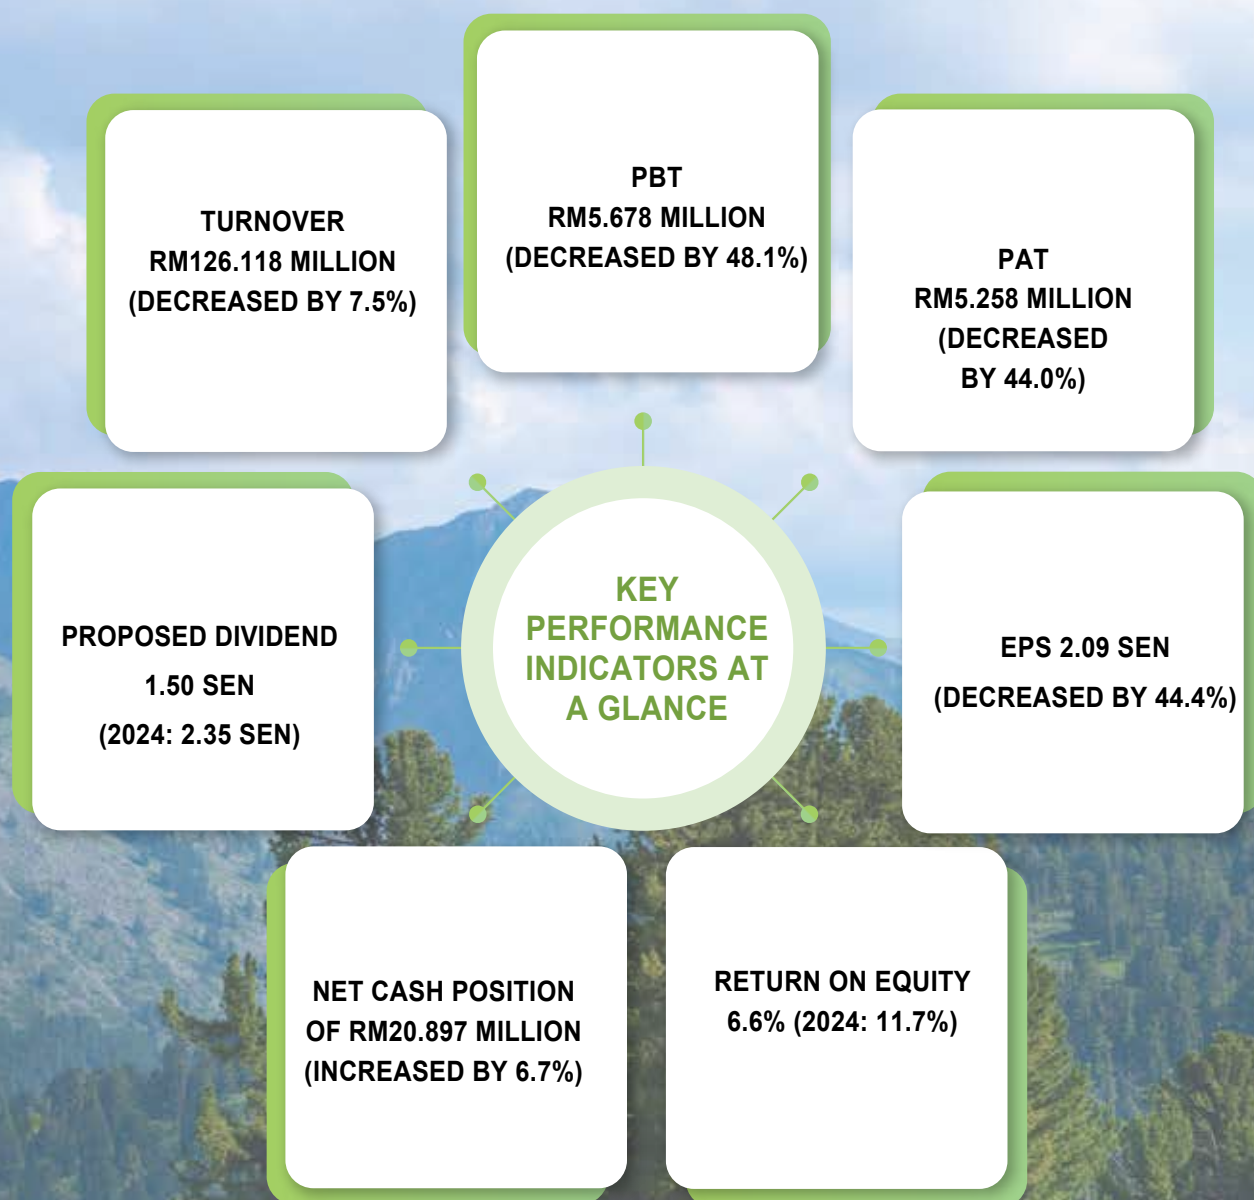 PBT
RM5.678 MILLION
(DECREASED BY 48.1%)
TURNOVER
RM126.118 MILLION
(DECREASED BY 7.5%)
PAT
RM5.258 MILLION
(DECREASED
BY 44.0%)
KEY
PERFORMANCE
INDICATORS AT
A GLANCE
PROPOSED DIVIDEND
1.50 SEN
(2024: 2.35 SEN)
EPS 2.09 SEN
(DECREASED BY 44.4%)
NET CASH POSITION
OF RM20.897 MILLION
(INCREASED BY 6.7%)
RETURN ON EQUITY
6.6% (2024: 11.7%)